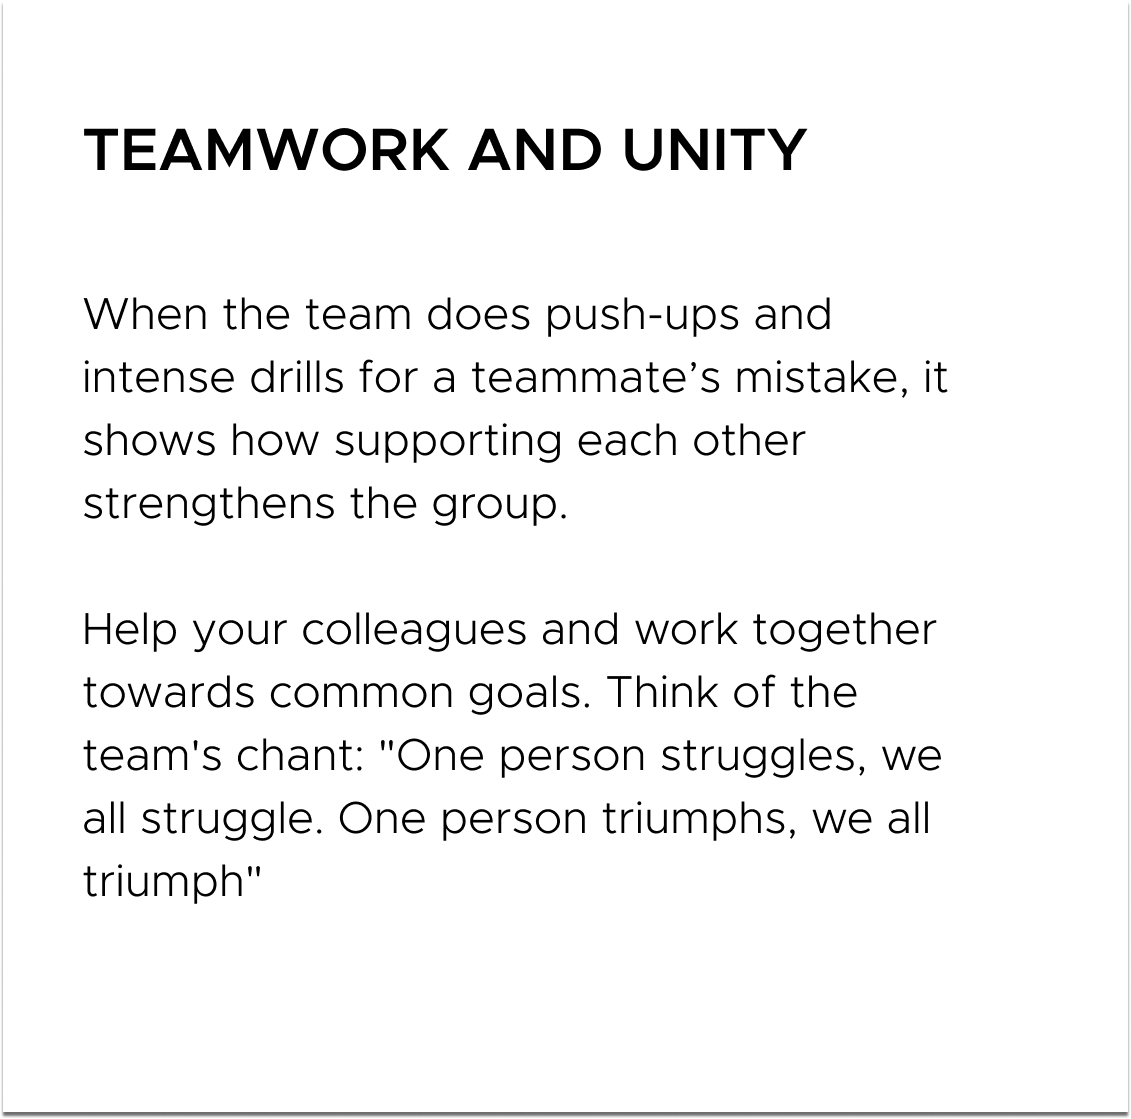 TEAMWORK AND UNITY
When the team does push-ups and
intense drills for a teammate’s mistake, it
shows how supporting each other
strengthens the group.
Help your colleagues and work together
towards common goals. Think of the
team's chant: "One person struggles, we
all struggle. One person triumphs, we all
triumph"